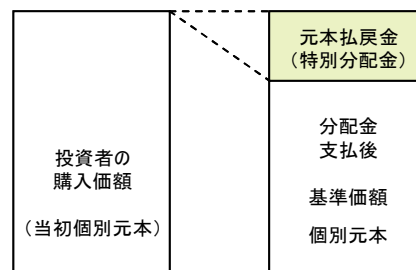 投資者の
購入価額
（当初個別元本）
元本払戻金
（特別分配金）
分配金
支払後
基準価額
個別元本